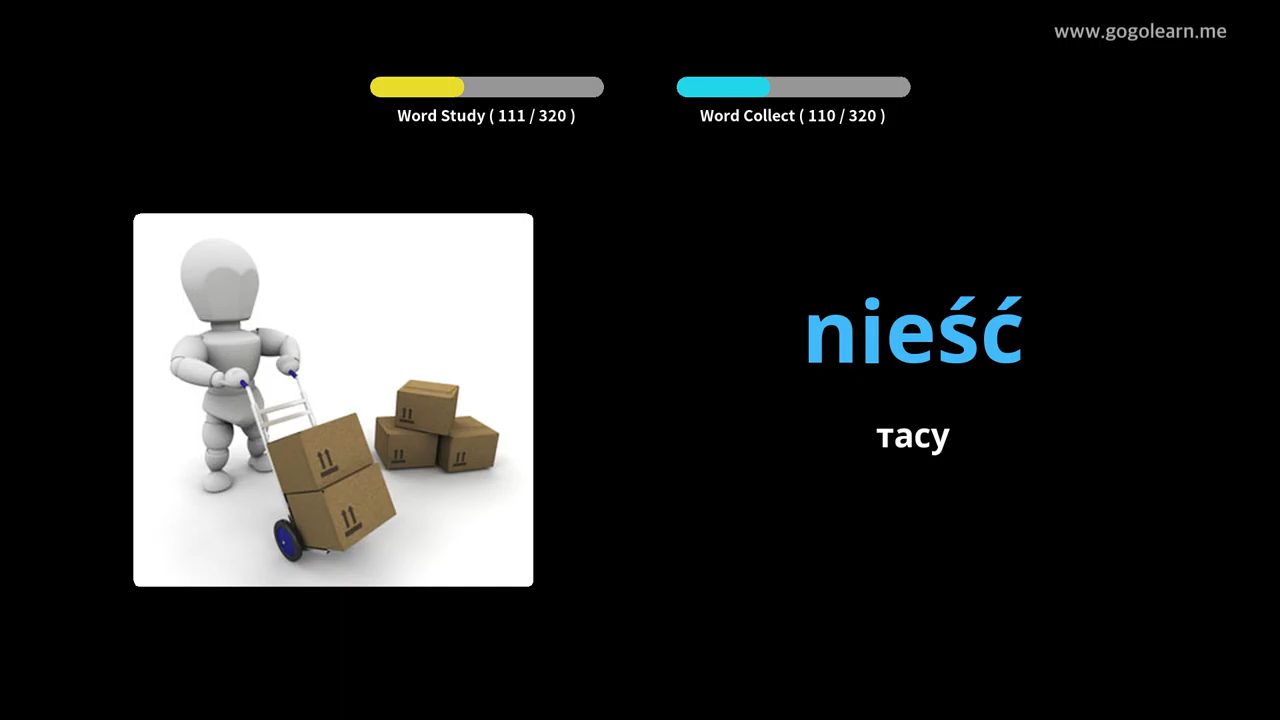 www.gogolearn.me
Word Study ( 111 / 320 )
Word Collect ( 110 / 320 )
nieść
тасу